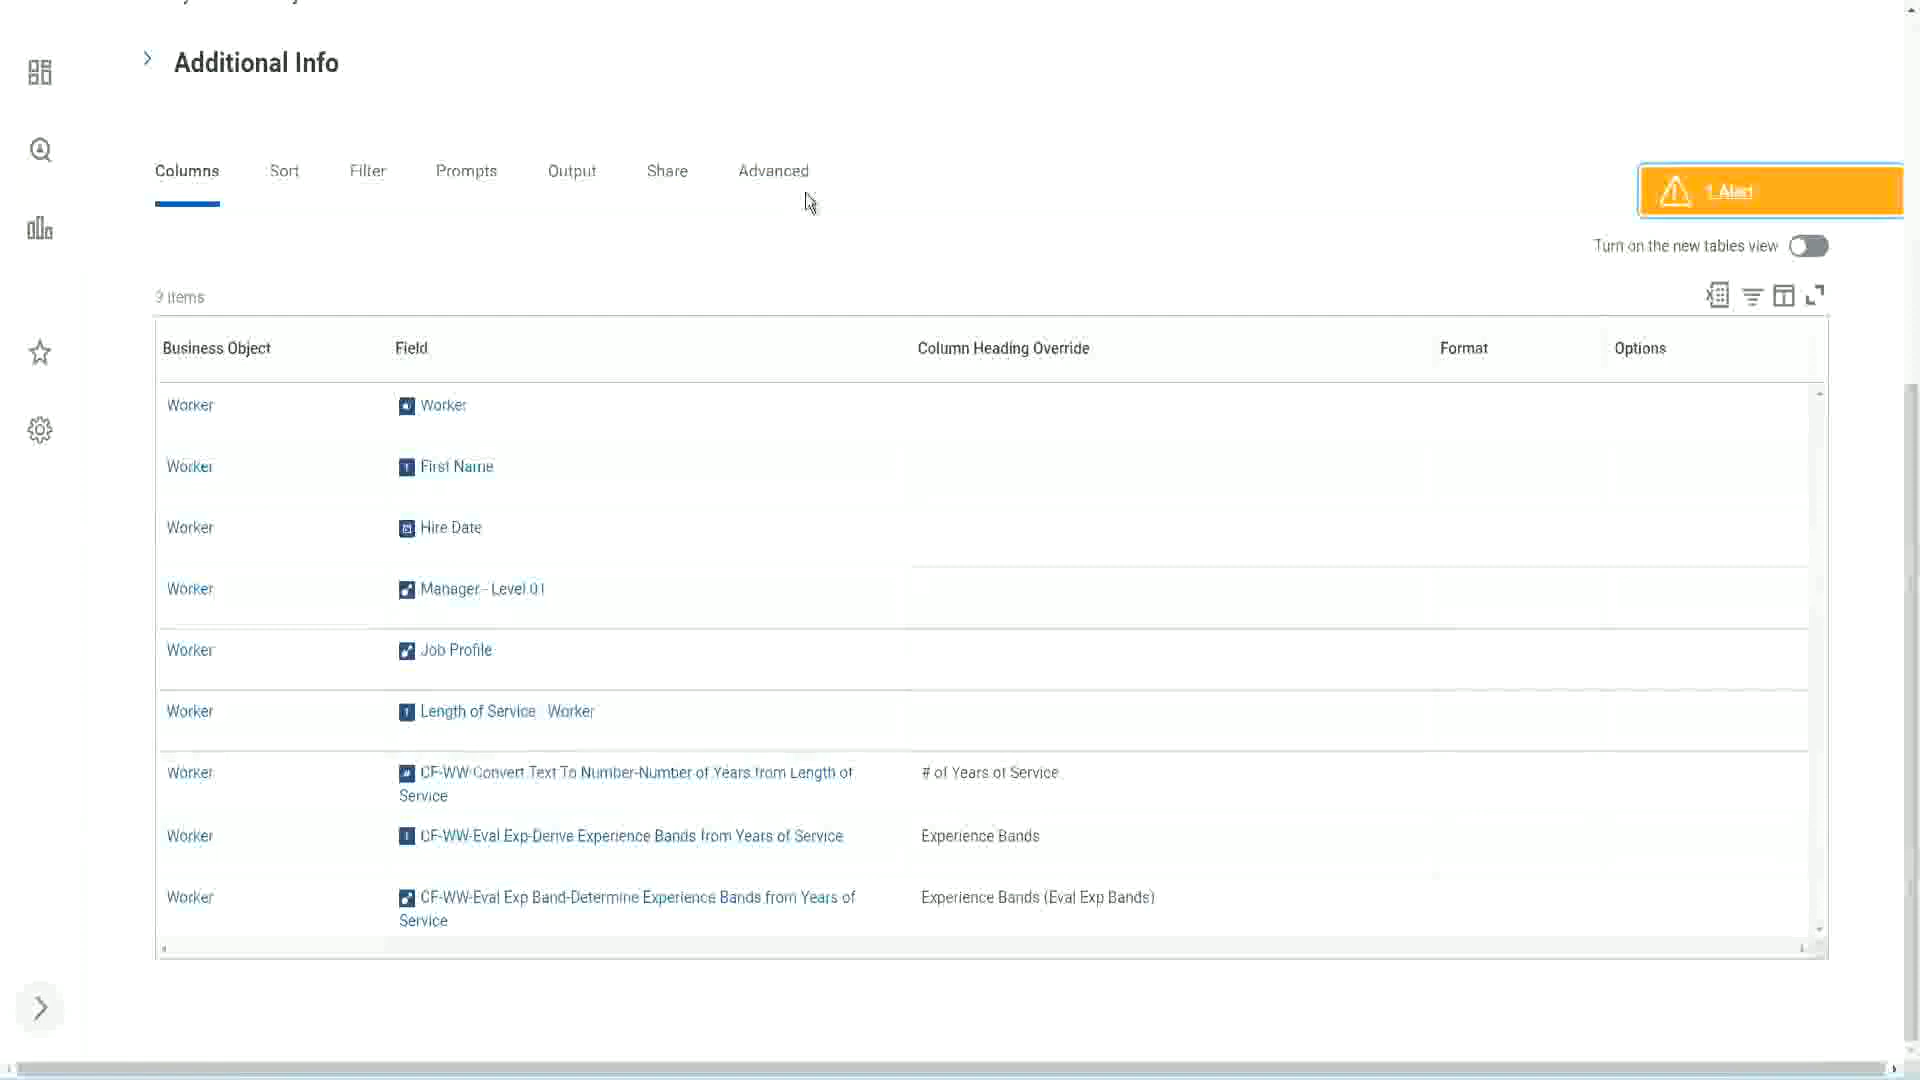 Additional Info
Columns Sort Filter Prompts Output Share Advanced
1 Alert
Turn on the new tables view
9 items
Business Object Field Column Heading Override Format Options
Worker Worker
Worker First Name
Worker Hire Date
Worker Manager - Level 01
Worker Job Profile
Worker Length of Service - Worker
Worker CF-WW-Convert Text To Number-Number of Years from Length of # of Years of Service
Service
Worker CF-WW-Eval Exp-Derive Experience Bands from Years of Service Experience Bands
Worker CF-WW-Eval Exp Band-Determine Experience Bands from Years of Experience Bands (Eval Exp Bands)
Service